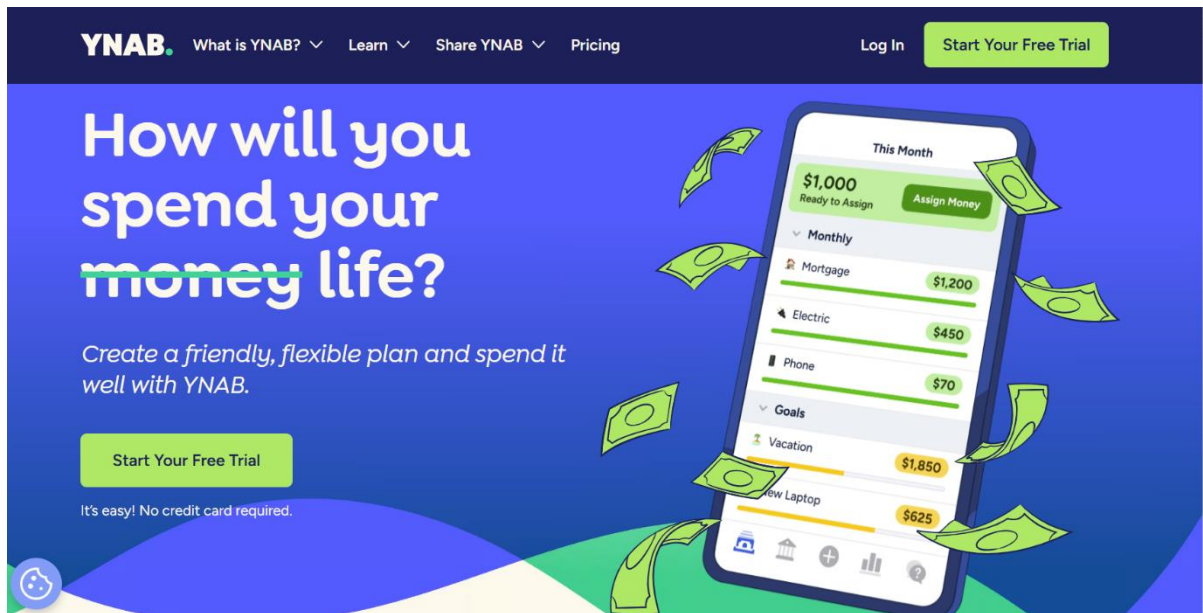 YNAB. What is YNAB? Learn Share YNAB Pricing Log In Start Your Free Trial
How will you
spend your
money life?
Create a friendly, flexible plan and spend it
well with YNAB.
Start Your Free Trial
It's easy! No credit card required.
This Month
$1,000
Ready to Assign Assign Money
Monthly
Mortgage $1,200
Electric $450
Phone $70
Goals
Vacation $1,850
Laptop $625
?